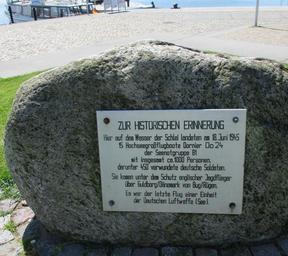 ZUR HISTORISCHEN ERINNERUNG
Hier auf dem Wasser der Schlei landeten am 18. Juni 1945
15 Hochseegroßflugboote Dornier Do 24
der Seenotgruppe 81
mit insgesamt ca. 1000 Personen,
darunter 450 verwundete deutsche Soldaten.
Sie kamen unter dem Schutz englischer Jagdflieger
über Guldborg/Dänemark von Bug/Rügen.
Es war der letzte Flug einer Einheit
der Deutschen Luftwaffe (See).